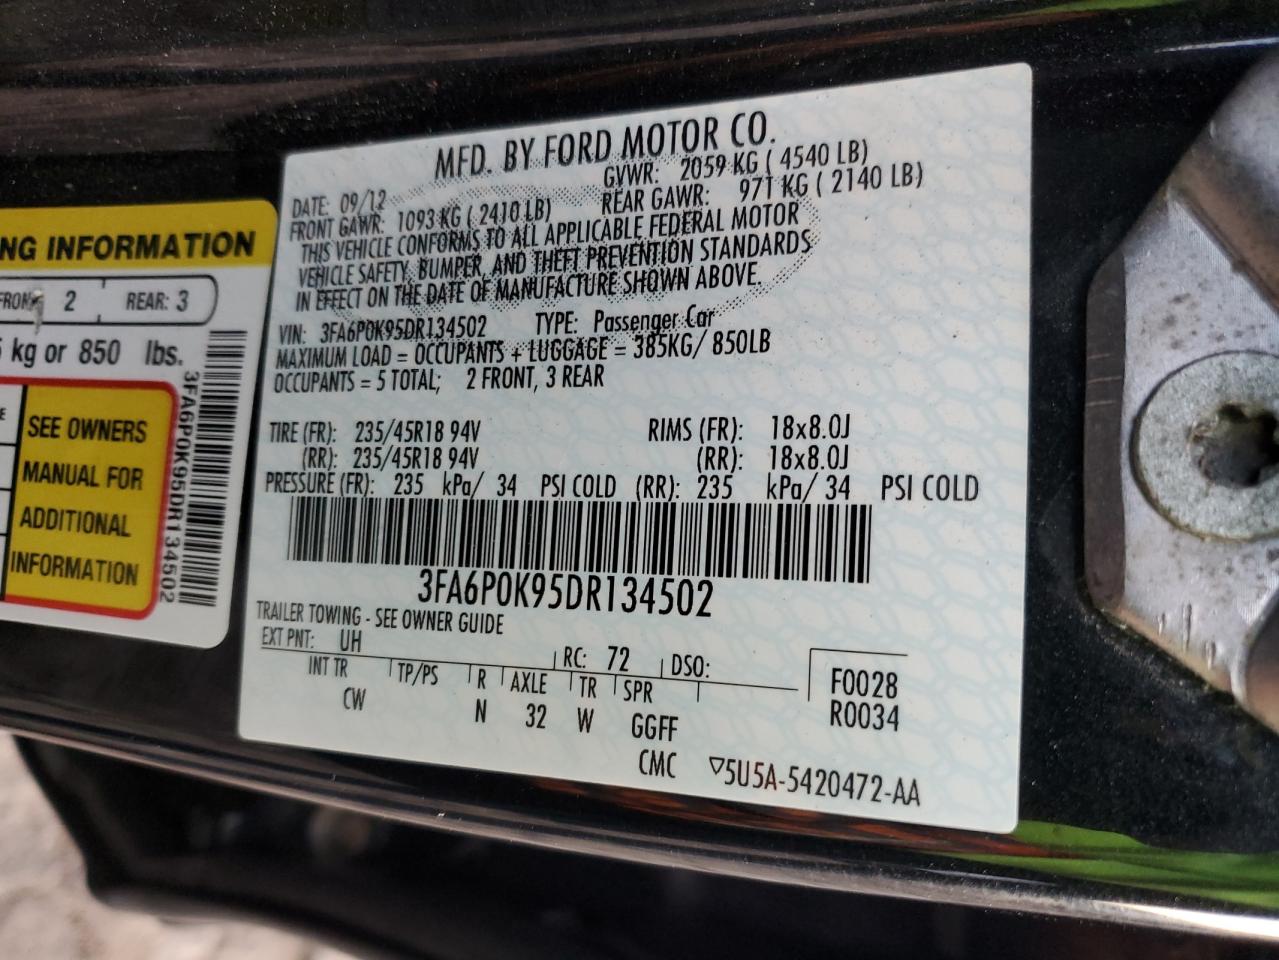 MFD. BY FORD MOTOR CO.
DATE: 09/12 GVWR: 2059 KG ( 4540 LB)
FRONT GAWR: 1093 KG ( 2410 LB) REAR GAWR: 971 KG ( 2140 LB)
THIS VEHICLE CONFORMS TO ALL APPLICABLE FEDERAL MOTOR
VEHICLE SAFETY, BUMPER, AND THEFT PREVENTION STANDARDS
IN EFFECT ON THE DATE OF MANUFACTURE SHOWN ABOVE.
VIN: 3FA6P0K95DR134502 TYPE: Passenger Car
MAXIMUM LOAD = OCCUPANTS + LUGGAGE = 385KG/ 850LB
OCCUPANTS = 5 TOTAL; 2 FRONT, 3 REAR
TIRE (FR): 235/45R18 94V RIMS (FR): 18x8.0J
(RR): 235/45R18 94V (RR): 18x8.0J
PRESSURE (FR): 235 kPa/ 34 PSI COLD (RR): 235 kPa/ 34 PSI COLD
3FA6P0K95DR134502
TRAILER TOWING - SEE OWNER GUIDE
EXT PNT: UH RC: 72 DSO:
INT TR TP/PS R AXLE TR SPR
CW N 32 W GGFF
F0028
R0034
CMC ▽5U5A-5420472-AA
NG INFORMATION
FRONT 2 REAR: 3
kg or 850 lbs.
SEE OWNERS
MANUAL FOR
ADDITIONAL
INFORMATION
3FA6P0K95DR134502